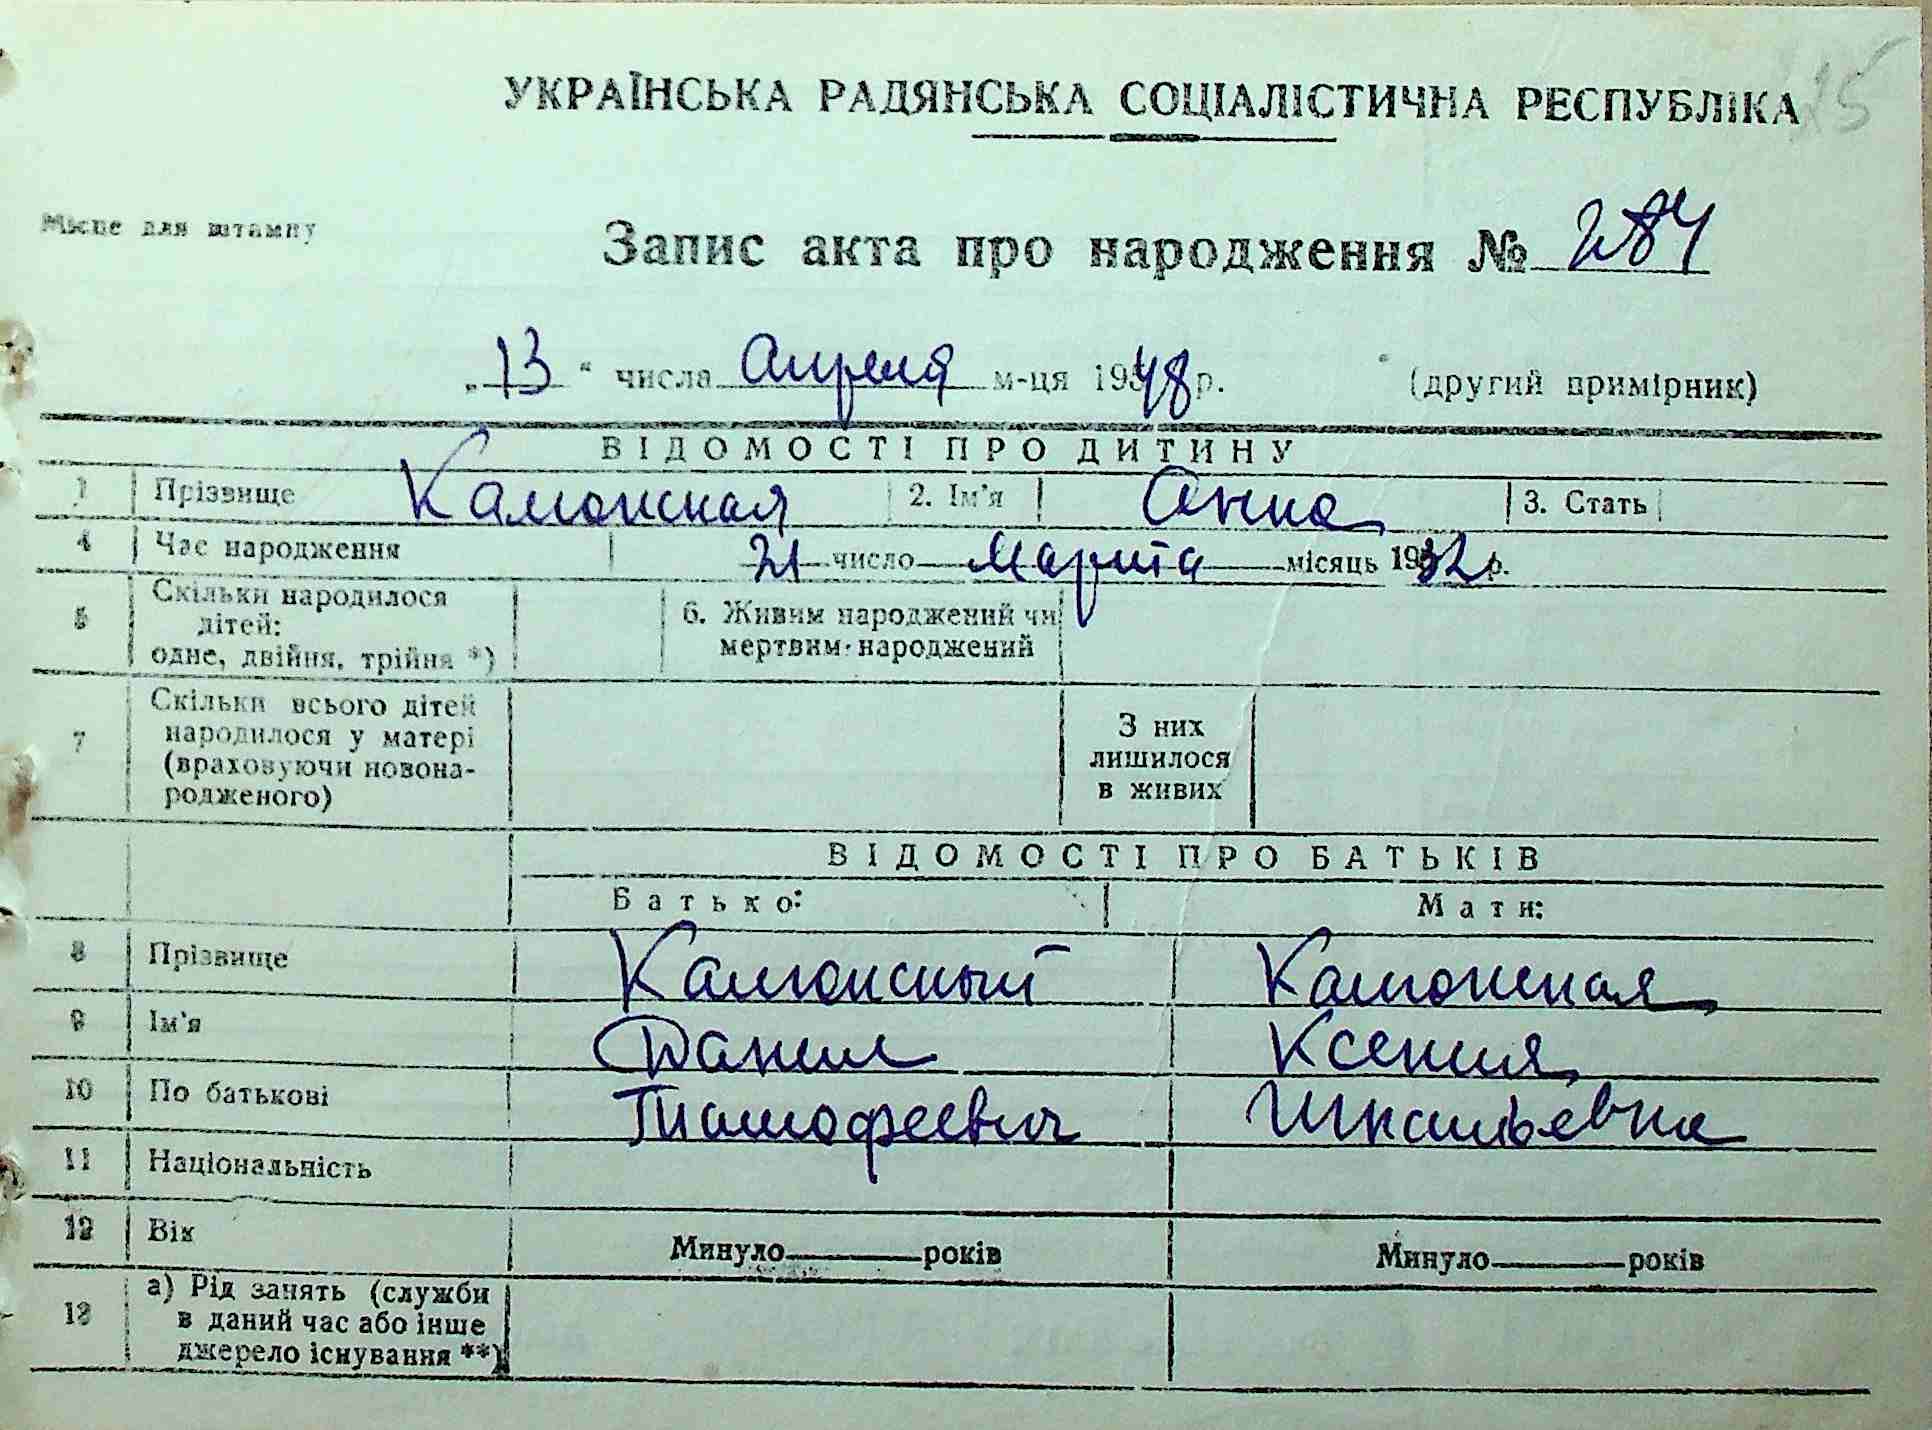 25
УКРАЇНСЬКА РАДЯНСЬКА СОЦІАЛІСТИЧНА РЕСПУБЛІКА
Місце для штампу
Запис акта про народження № 284
„13" числа Апреля м-ця 1948 р. (другий примірник)
ВІДОМОСТІ ПРО ДИТИНУ
1 Прізвище Камонская 2. Ім'я Анна 3. Стать
4 Час народження 21 число Марта місяць 1932 р.
5 Скільки народилося дітей: одне, двійня, трійня *) 6. Живим народжений чи мертвим народжений
7 Скільки всього дітей народилося у матері (враховуючи новонародженого) З них лишилося в живих
ВІДОМОСТІ ПРО БАТЬКІВ
Батько: Мати:
8 Прізвище Камонский Камонская
9 Ім'я Данил Ксения
10 По батькові Тимофеевич
11 Національність
12 Вік Минуло років Минуло років
13 а) Рід занять (служби в даний час або інше джерело існування **)